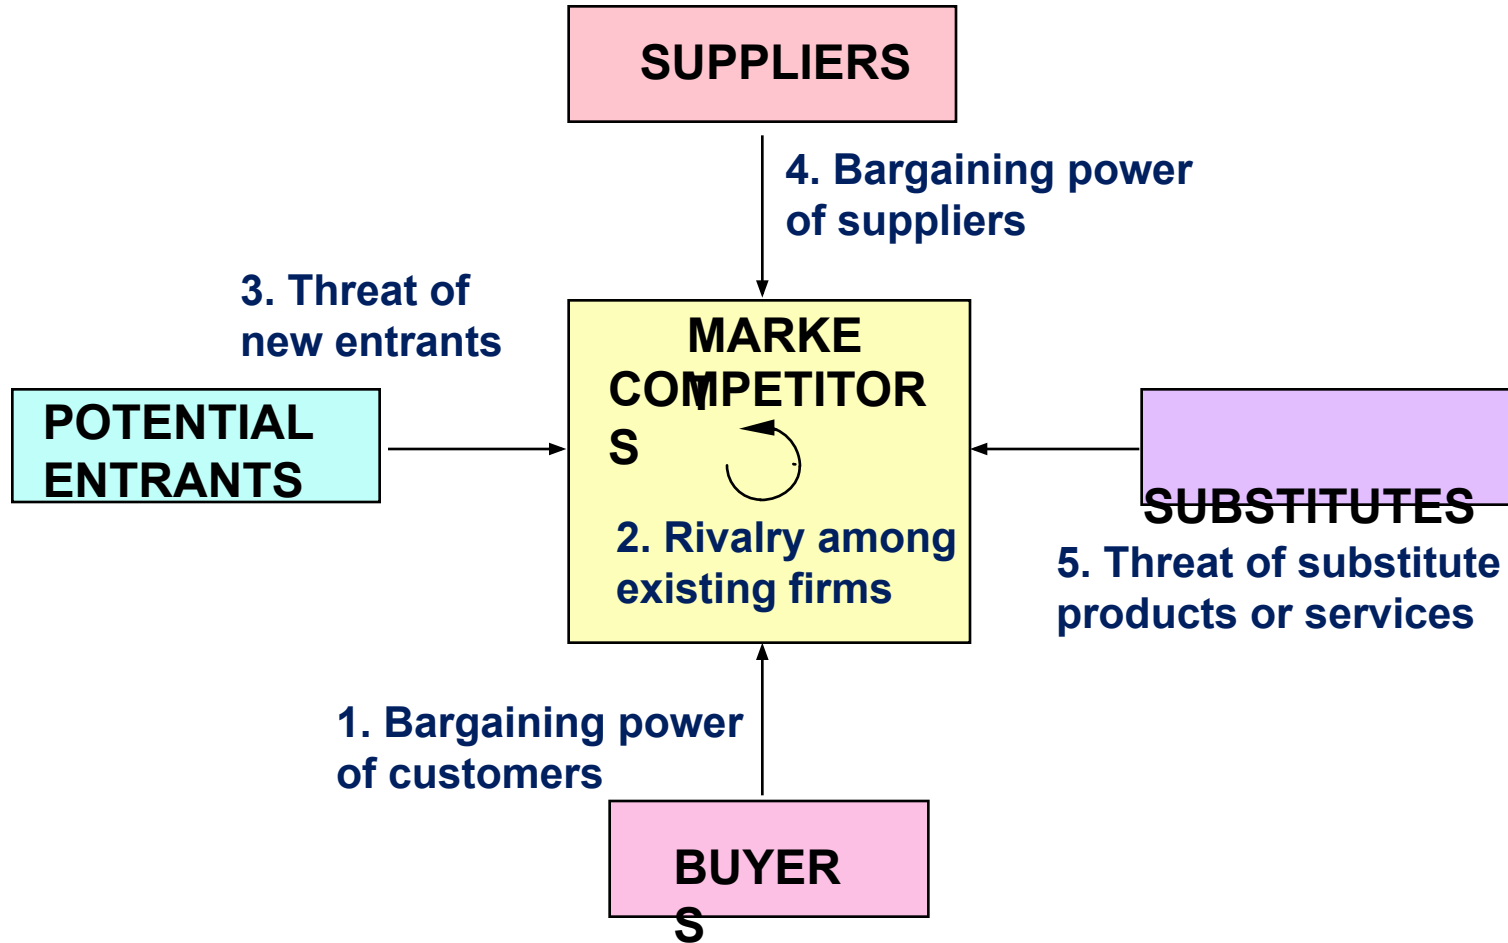 SUPPLIERS
4. Bargaining power
of suppliers
3. Threat of
new entrants
MARKE
T
COMPETITOR
S
POTENTIAL
ENTRANTS
SUBSTITUTES
2. Rivalry among
existing firms
5. Threat of substitute
products or services
1. Bargaining power
of customers
BUYER
S